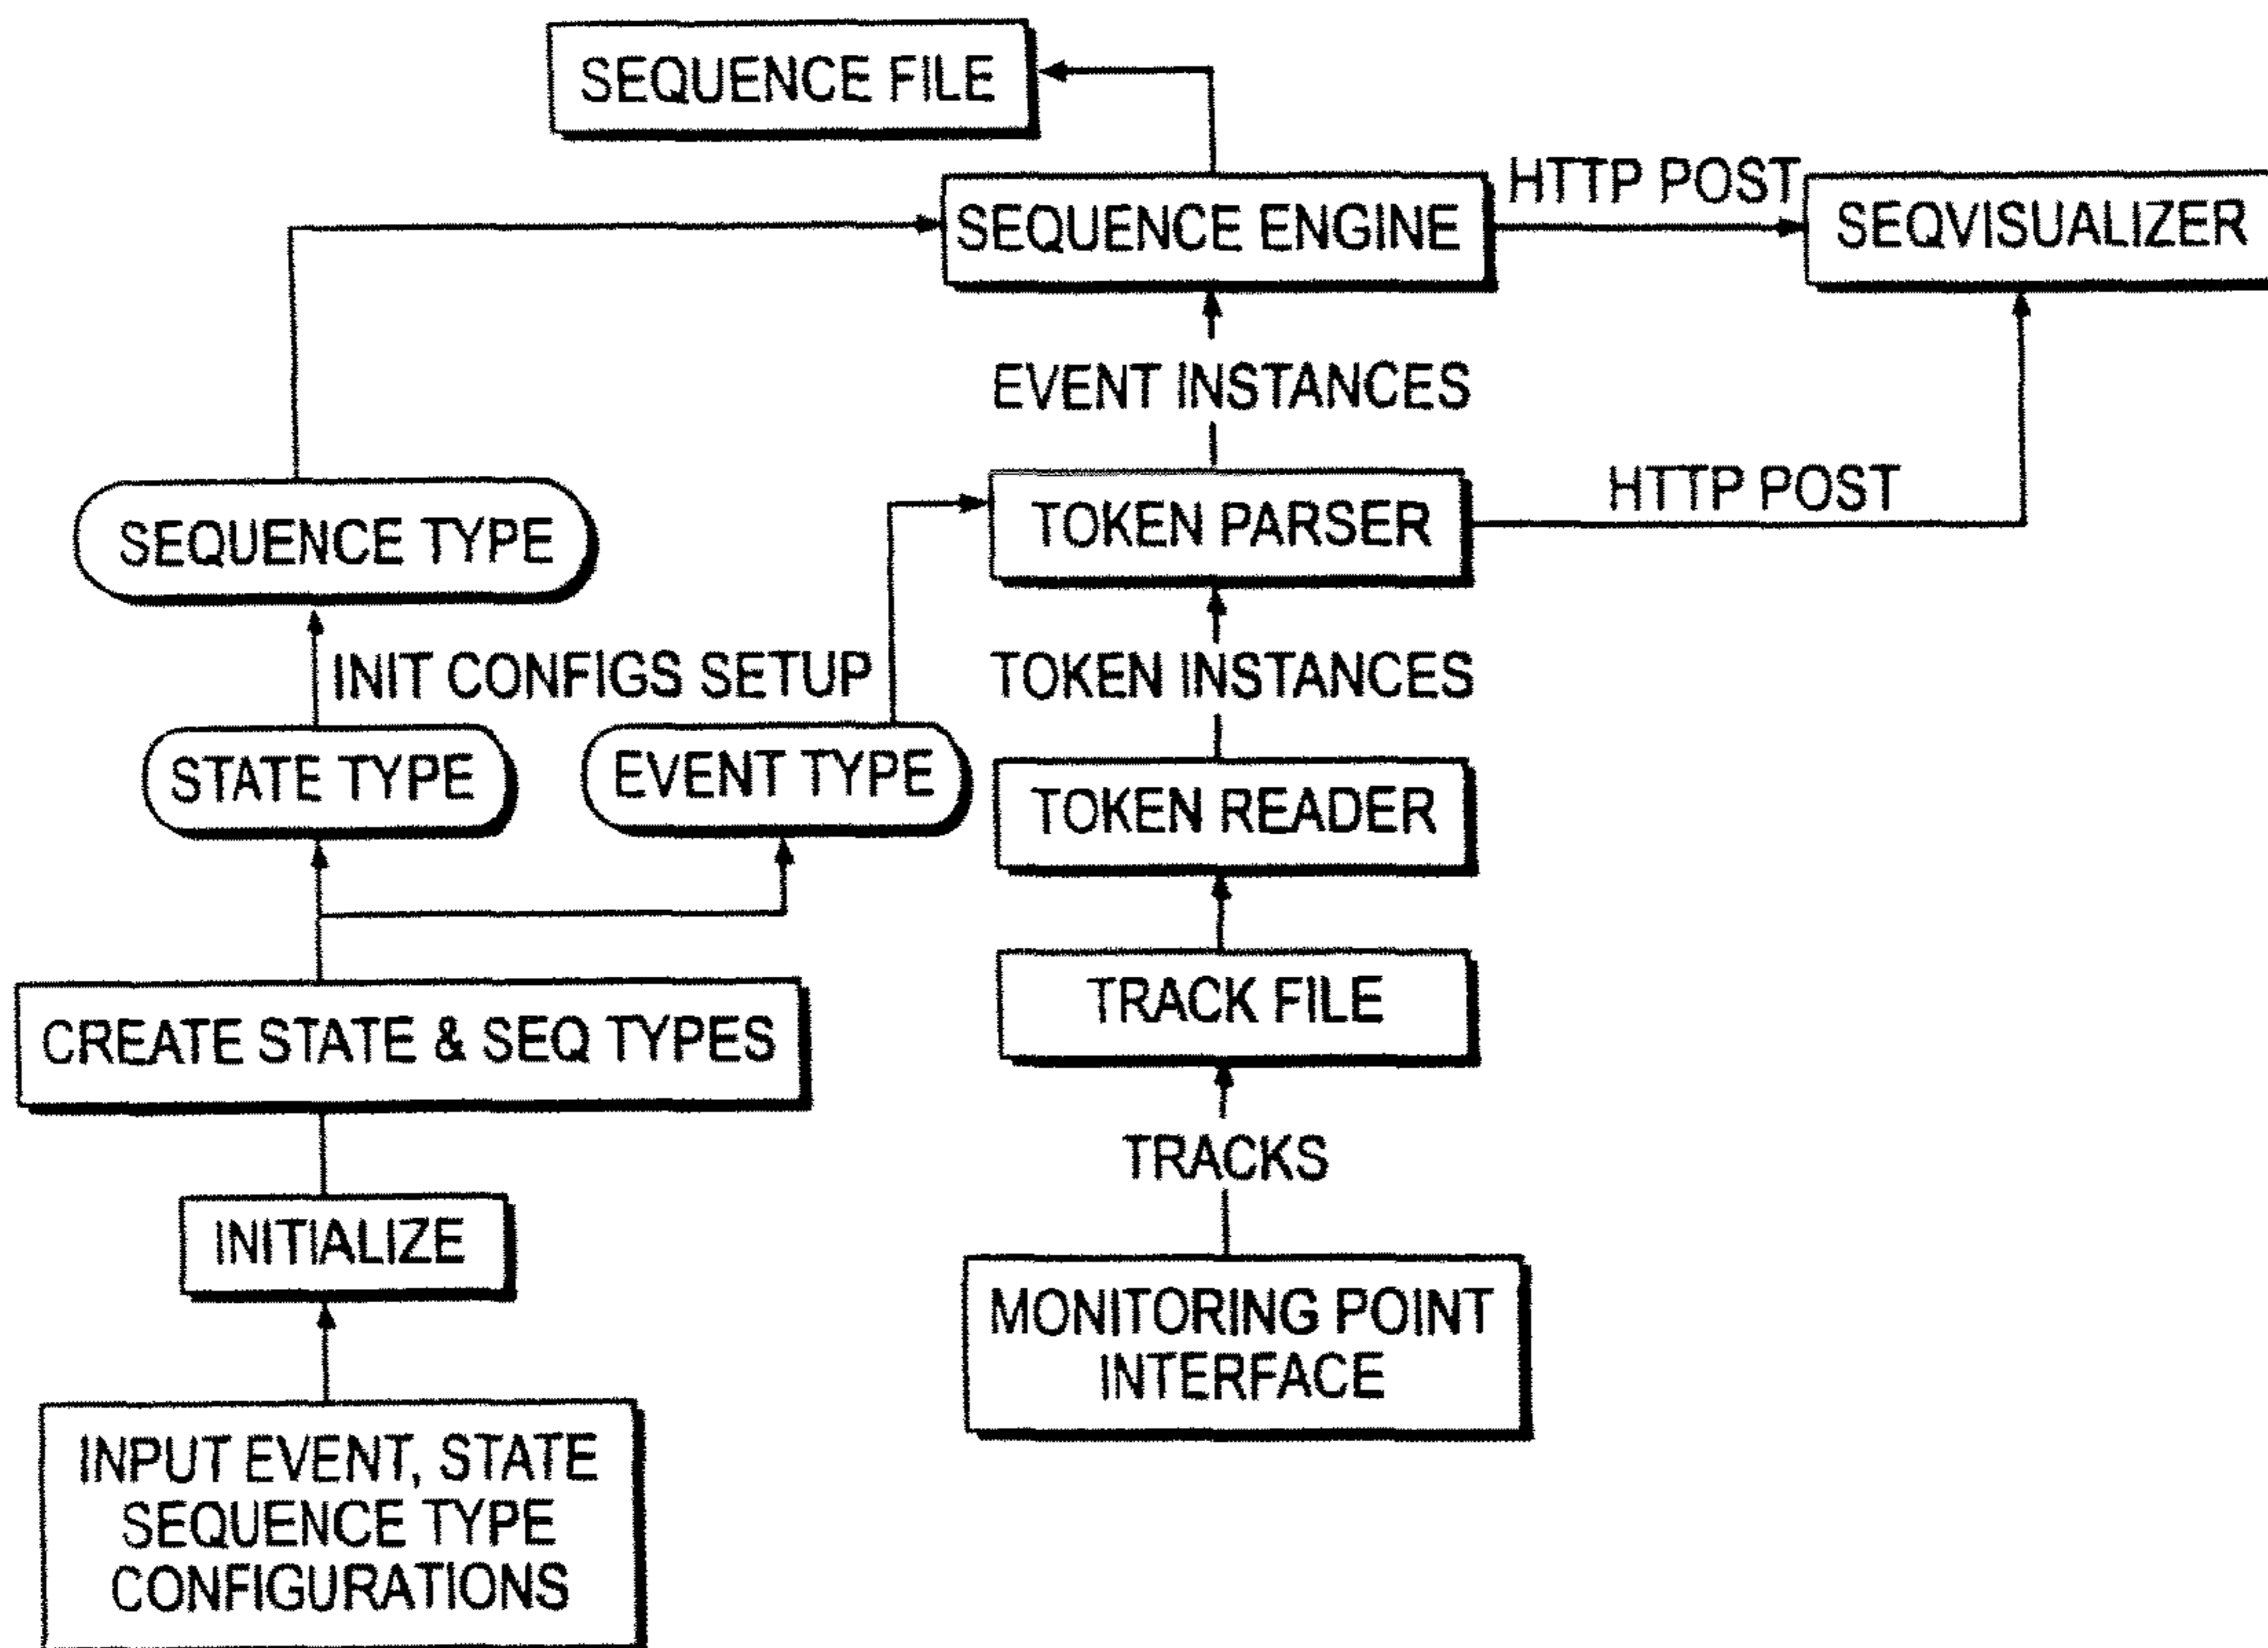 SEQUENCE FILE
HTTP POST
SEQUENCE ENGINE
SEQVISUALIZER
EVENT INSTANCES
HTTP POST
TOKEN PARSER
SEQUENCE TYPE
INIT CONFIGS SETUP
TOKEN INSTANCES
STATE TYPE
EVENT TYPE
TOKEN READER
TRACK FILE
CREATE STATE & SEQ TYPES
TRACKS
INITIALIZE
MONITORING POINT
INTERFACE
INPUT EVENT, STATE
SEQUENCE TYPE
CONFIGURATIONS